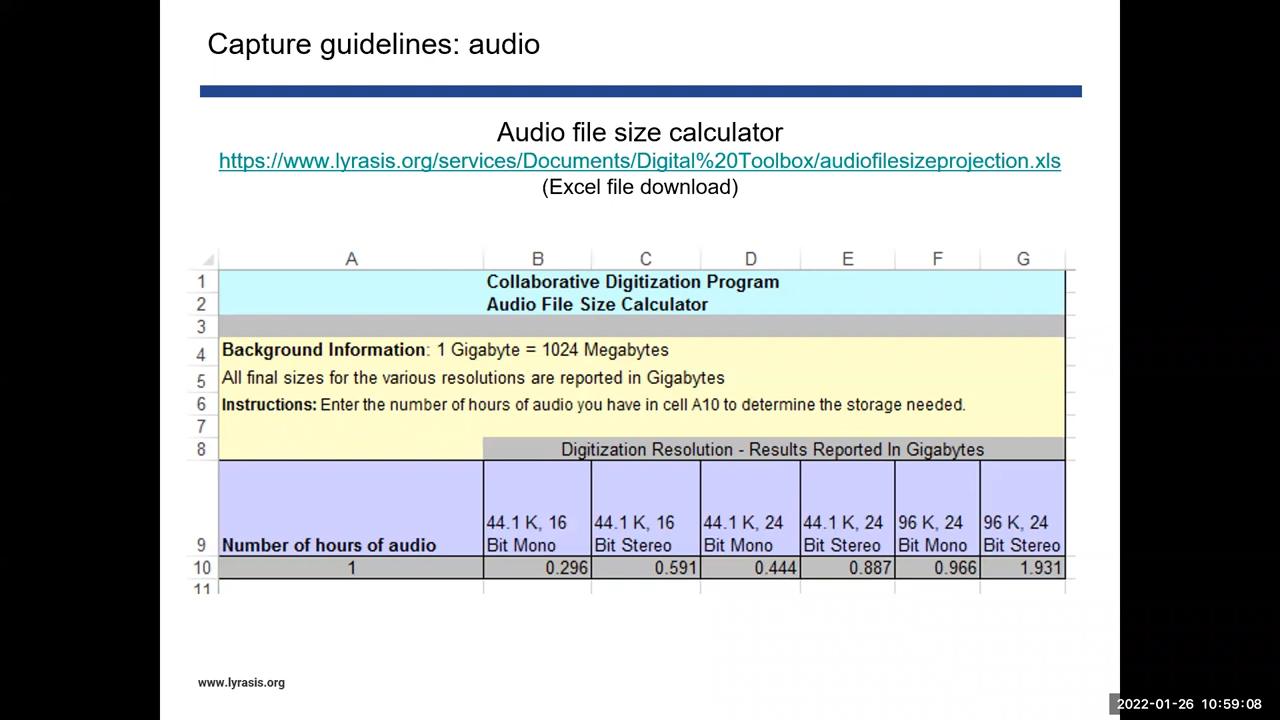 Capture guidelines: audio
Audio file size calculator
https://www.lyrasis.org/services/Documents/Digital%20Toolbox/audiofilesizeprojection.xls
(Excel file download)
A B C D E F G
1 Collaborative Digitization Program
2 Audio File Size Calculator
3
4 Background Information: 1 Gigabyte = 1024 Megabytes
5 All final sizes for the various resolutions are reported in Gigabytes
6 Instructions: Enter the number of hours of audio you have in cell A10 to determine the storage needed.
7
8 Digitization Resolution - Results Reported In Gigabytes
44.1 K, 16 44.1 K, 16 44.1 K, 24 44.1 K, 24 96 K, 24 96 K, 24
9 Number of hours of audio Bit Mono Bit Stereo Bit Mono Bit Stereo Bit Mono Bit Stereo
10 1 0.296 0.591 0.444 0.887 0.966 1.931
11
www.lyrasis.org
2022-01-26 10:59:08